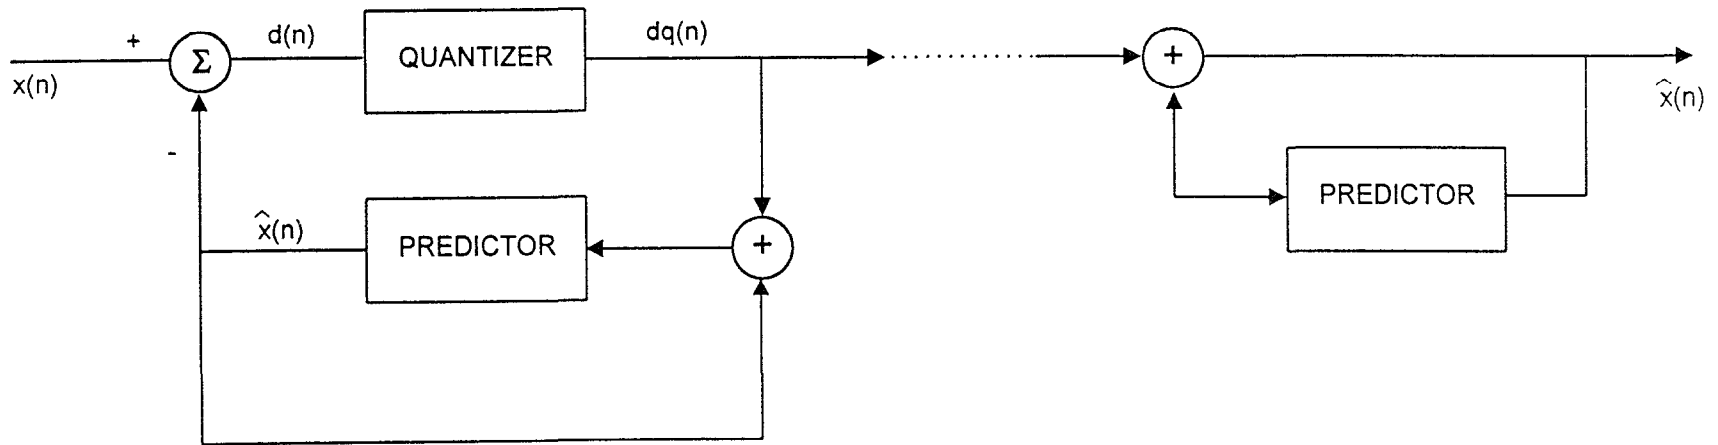 +
x(n)
Σ
d(n)
QUANTIZER
dq(n)
+
x̂(n)
-
x̂(n)
PREDICTOR
+
PREDICTOR